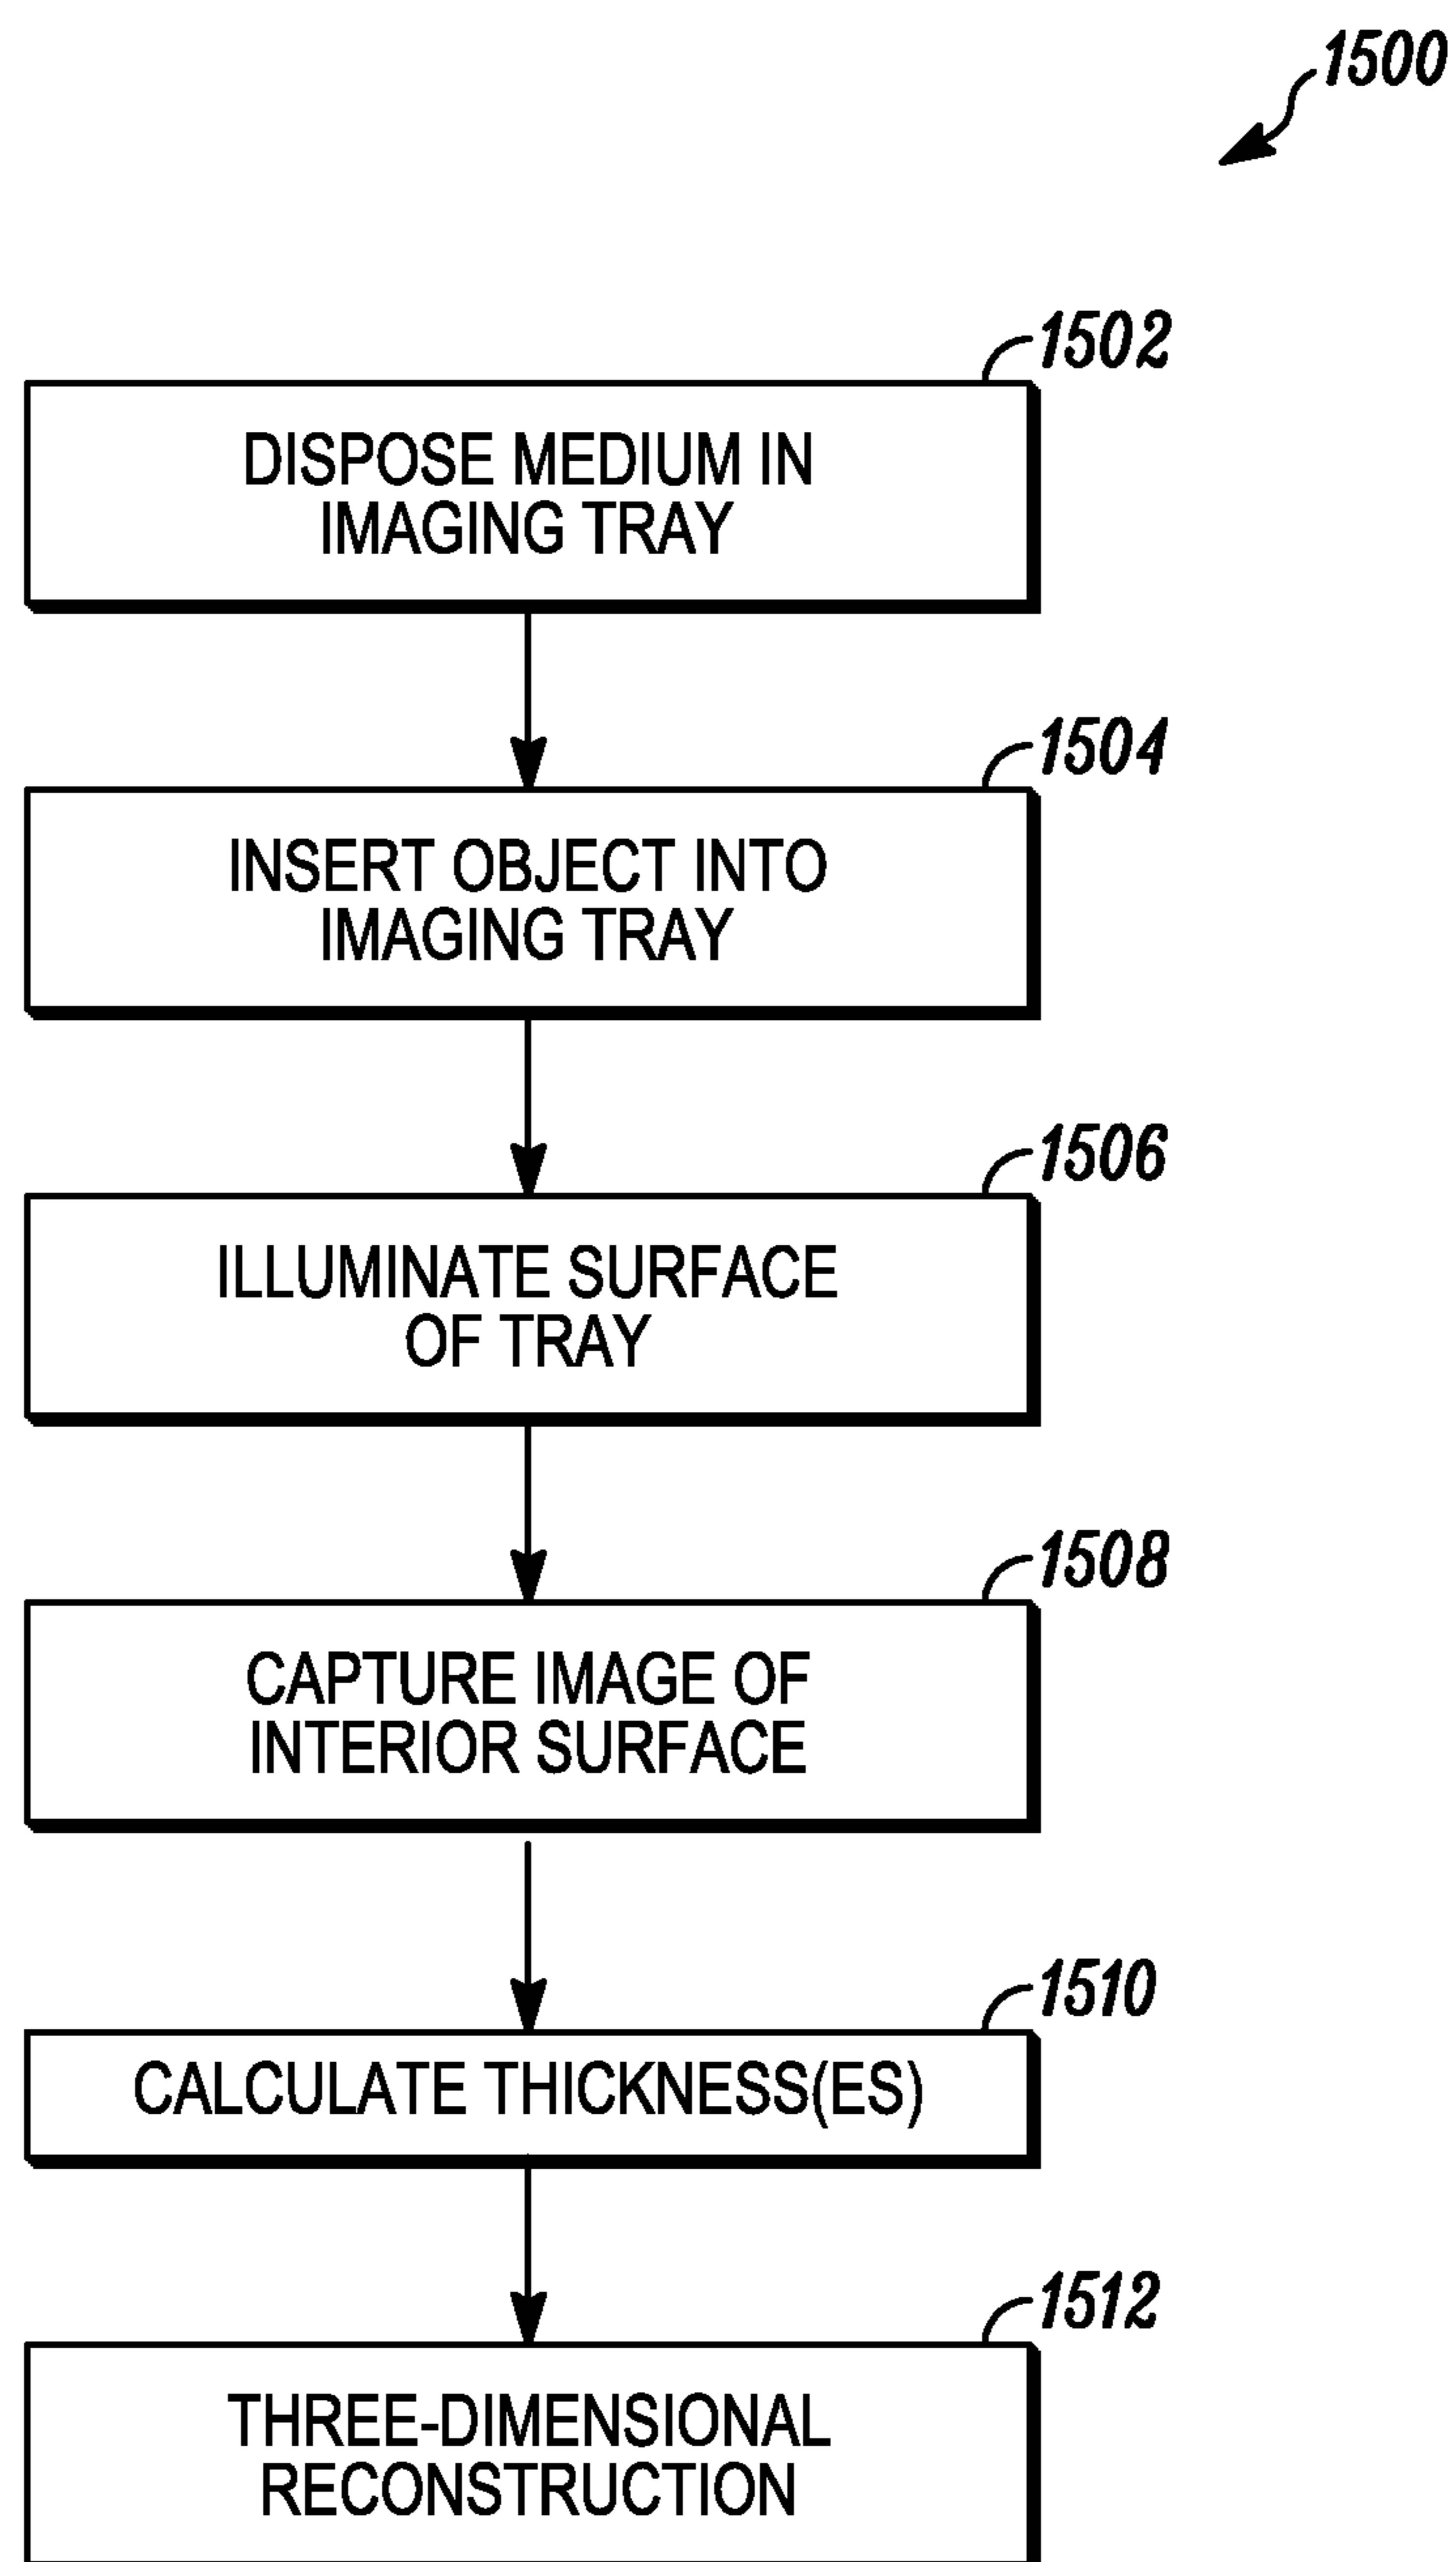 1500
1502
DISPOSE MEDIUM IN
IMAGING TRAY
1504
INSERT OBJECT INTO
IMAGING TRAY
1506
ILLUMINATE SURFACE
OF TRAY
1508
CAPTURE IMAGE OF
INTERIOR SURFACE
1510
CALCULATE THICKNESS(ES)
1512
THREE-DIMENSIONAL
RECONSTRUCTION